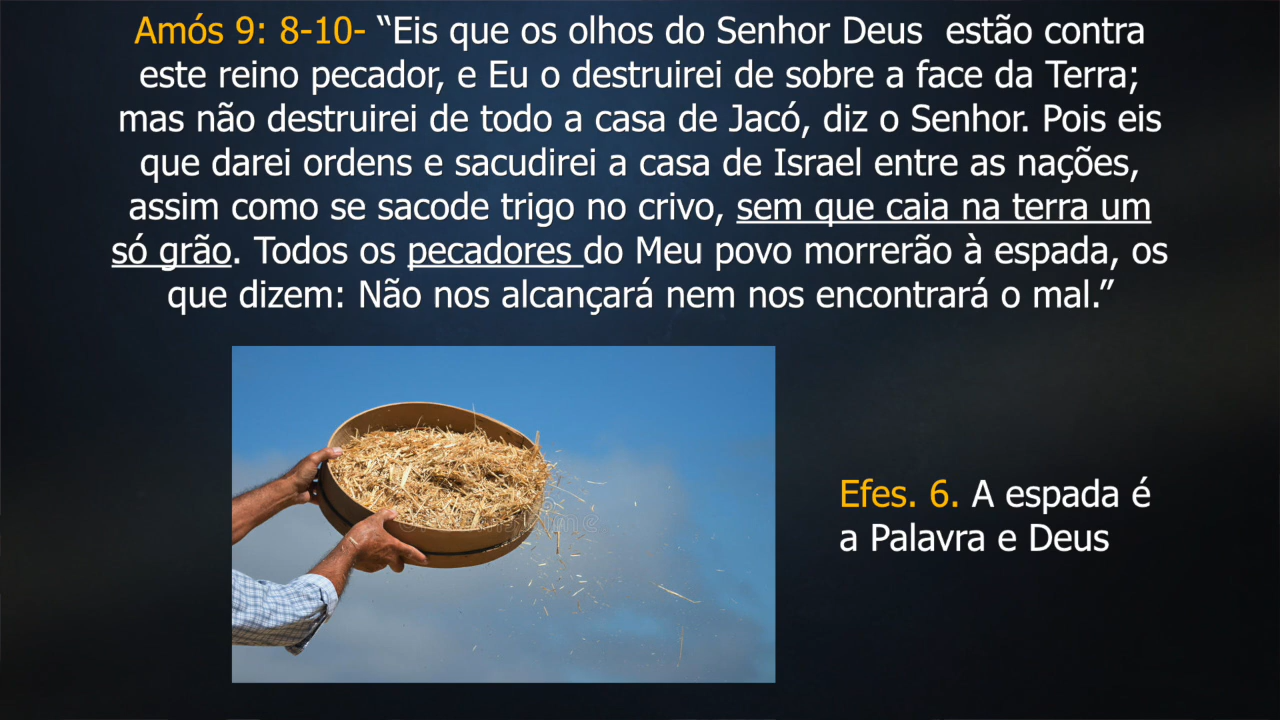 Amós 9: 8-10- “Eis que os olhos do Senhor Deus  estão contra
este reino pecador, e Eu o destruirei de sobre a face da Terra;
mas não destruirei de todo a casa de Jacó, diz o Senhor. Pois eis
que darei ordens e sacudirei a casa de Israel entre as nações,
assim como se sacode trigo no crivo, sem que caia na terra um
só grão. Todos os pecadores do Meu povo morrerão à espada, os
que dizem: Não nos alcançará nem nos encontrará o mal.”
Efes. 6. A espada é
a Palavra e Deus